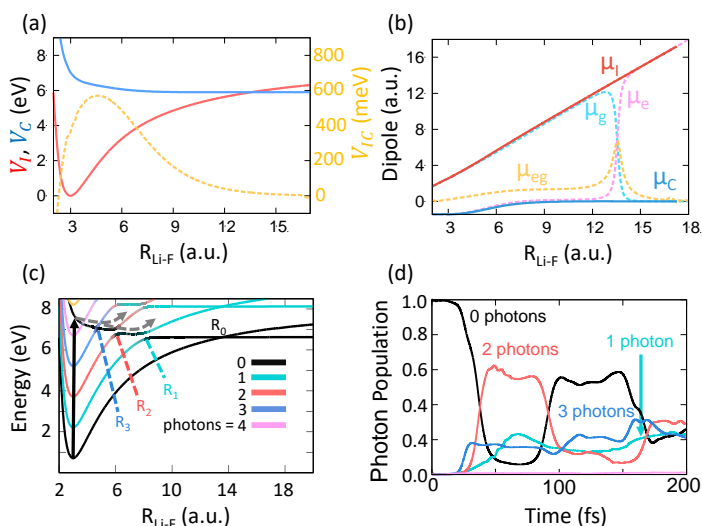 (a)
V_I, V_C (eV)
9
6
3
0
800
600
400
200
0
V_IC (meV)
3
6
9
12
15
R_Li-F (a.u.)
(b)
Dipole (a.u.)
16
12
8
4
0
μ_I
μ_g
μ_e
μ_eg
μ_C
3
6
9
12
15
18
R_Li-F (a.u.)
(c)
Energy (eV)
8
6
4
2
R_0
R_1
R_2
R_3
0
1
2
3
photons = 4
2
6
10
14
18
R_Li-F (a.u.)
(d)
Photon Population
1.0
0.8
0.6
0.4
0.2
0.0
0 photons
1
photon
2 photons
3 photons
0
50
100
150
200
Time (fs)